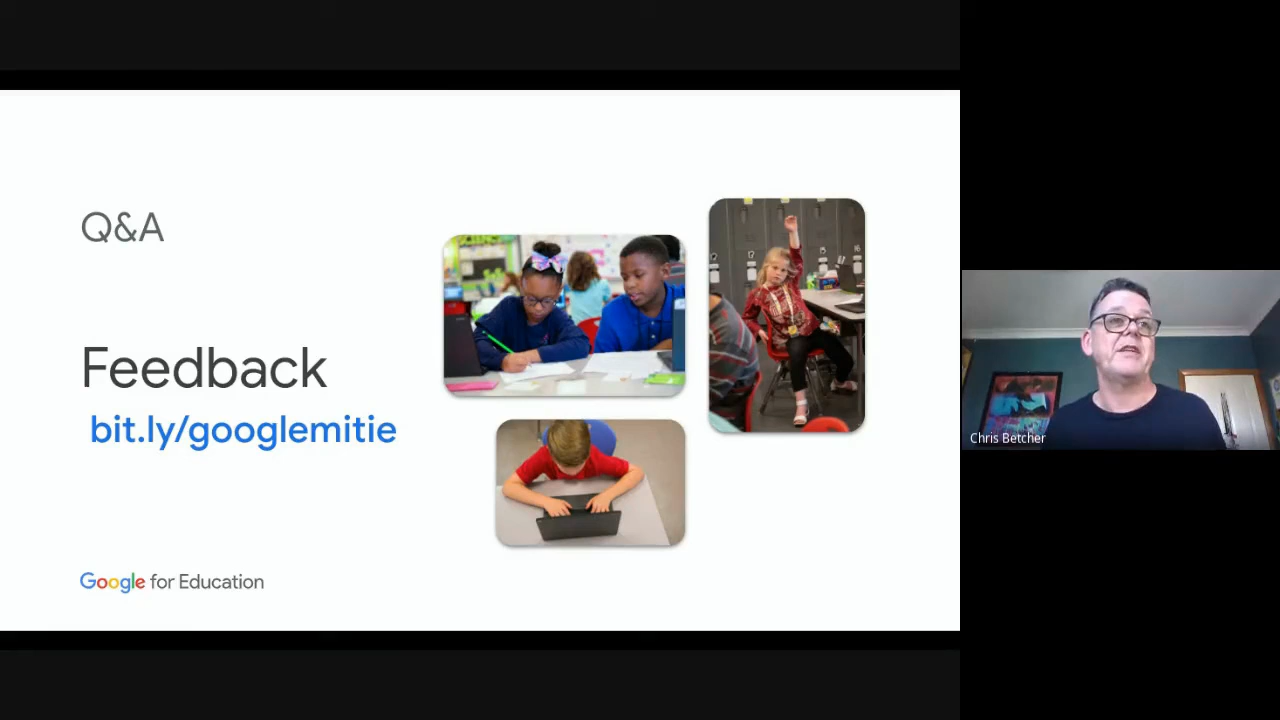 Q&A
Feedback
bit.ly/googlemitie
Google for Education
Chris Betcher